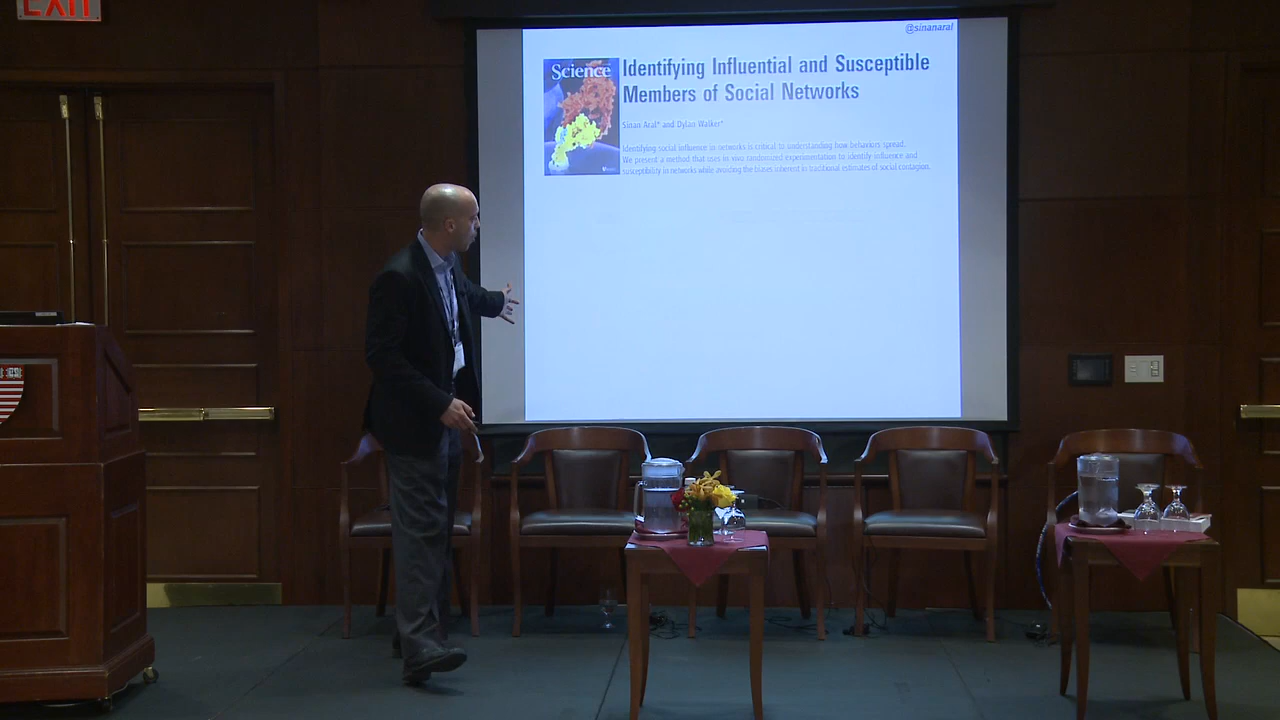 EXIT
@sinanaral
Science
Identifying Influential and Susceptible
Members of Social Networks
Sinan Aral* and Dylan Walker*
Identifying social influence in networks is critical to understanding how behaviors spread.
We present a method that uses in vivo randomized experimentation to identify influence and
susceptibility in networks while avoiding the biases inherent in traditional estimates of social contagion.